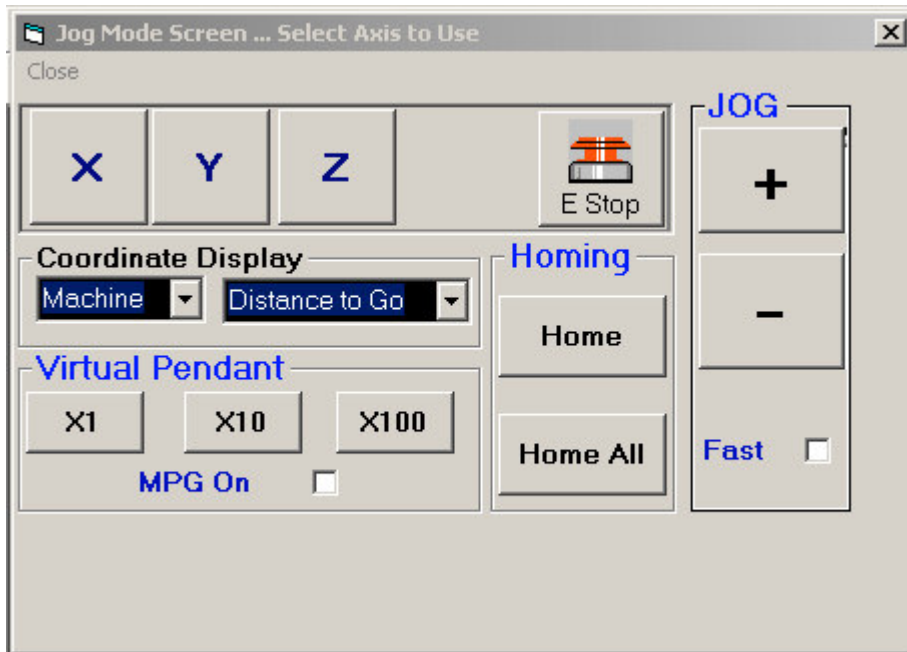 Jog Mode Screen ... Select Axis to Use
Close
X Y Z
E Stop
JOG
+
-
Fast
Coordinate Display
Machine Distance to Go
Homing
Home
Home All
Virtual Pendant
X1 X10 X100
MPG On